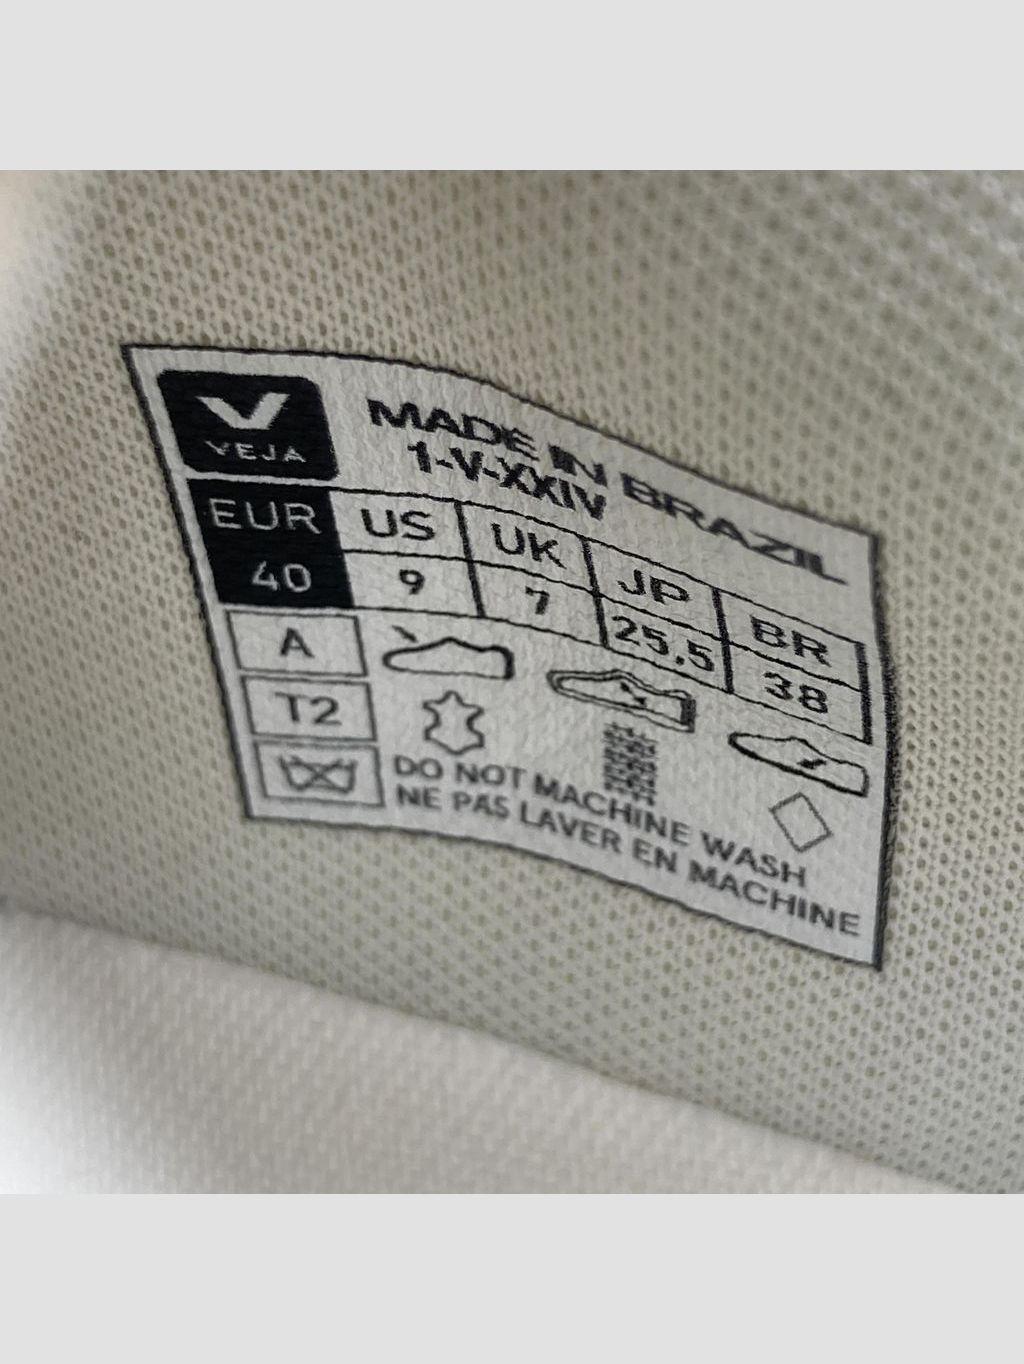 VEJA
MADE IN BRAZIL
1-V-XXIV
EUR US UK JP BR
40 9 7 25.5 38
A
T2
DO NOT MACHINE WASH
NE PAS LAVER EN MACHINE